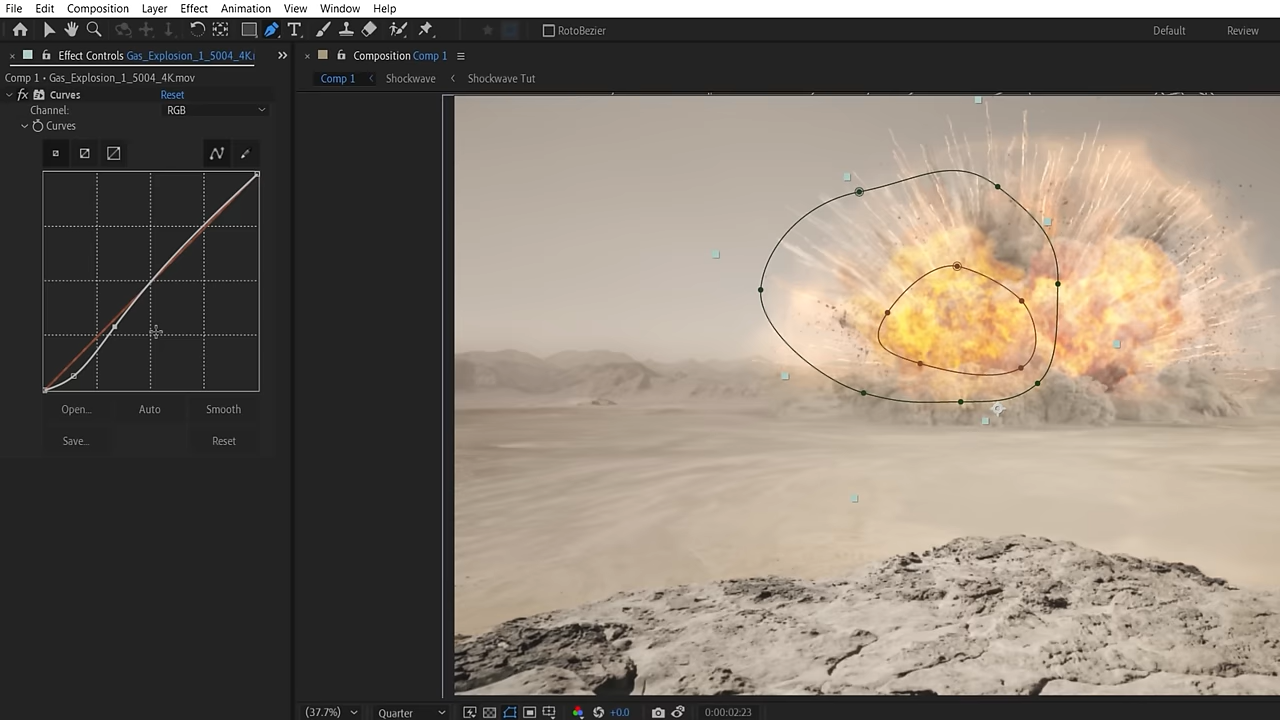 File Edit Composition Layer Effect Animation View Window Help
RotoBezier Default Review
× Effect Controls Gas_Explosion_1_5004_4K.i »
Comp 1 • Gas_Explosion_1_5004_4K.mov
fx Curves Reset
Channel: RGB
Curves
Open... Auto Smooth
Save... Reset
× Composition Comp 1
Comp 1 Shockwave Shockwave Tut
(37.7%) Quarter +0.0 0:00:02:23